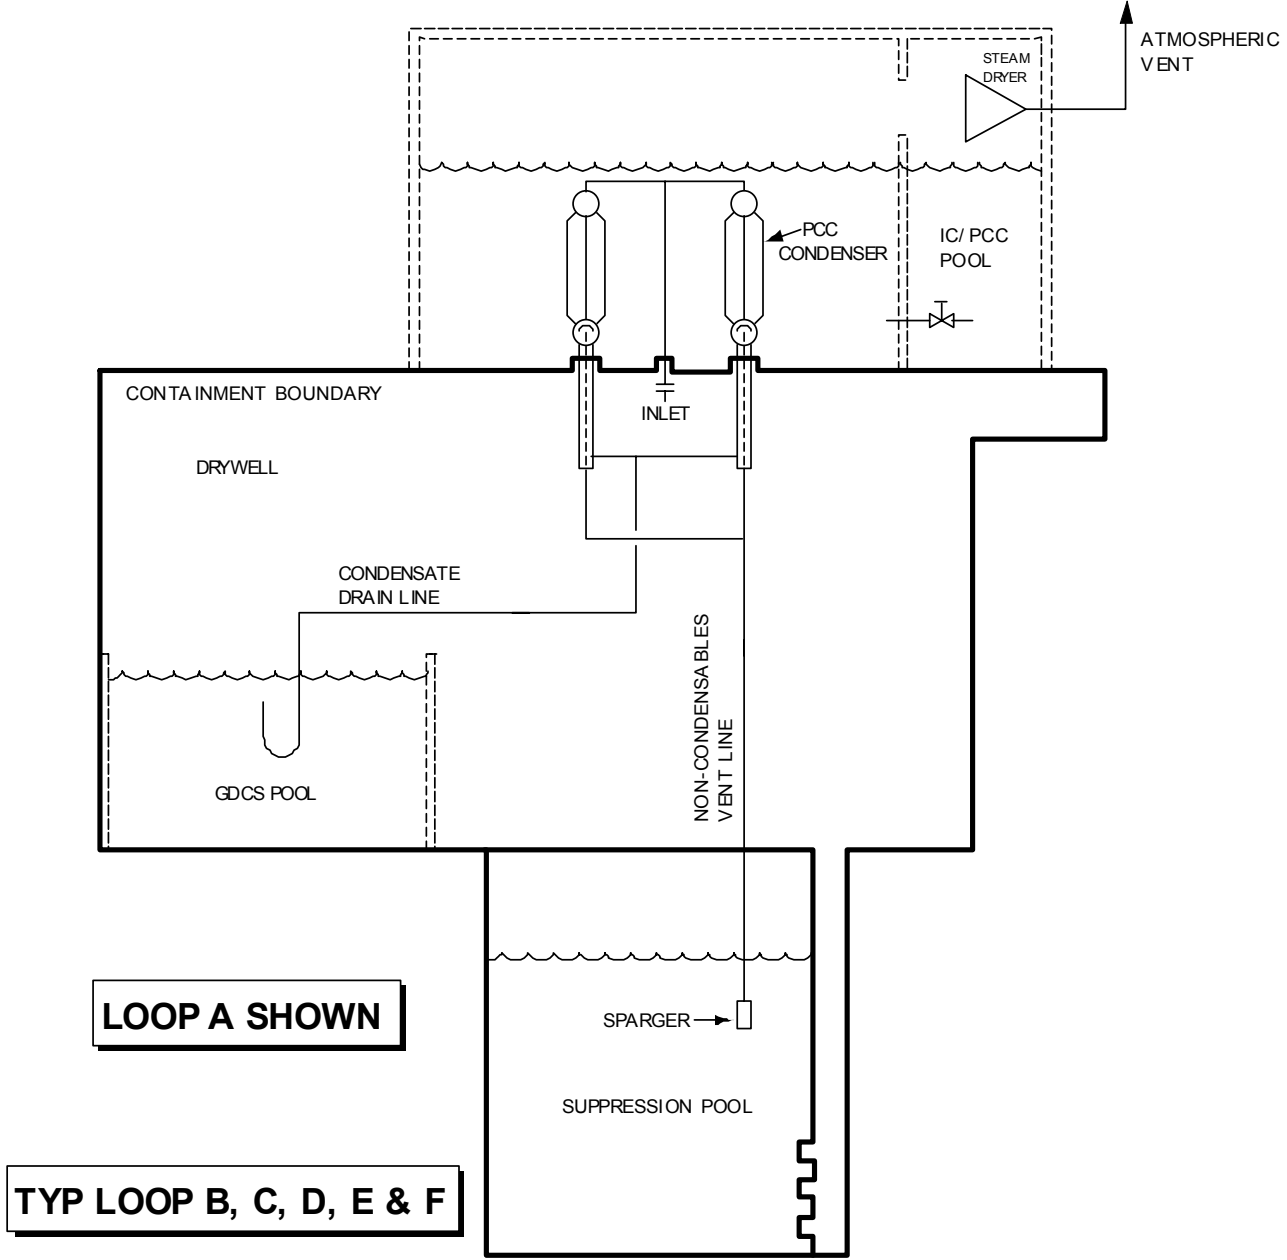 ATMOSPHERIC
VENT
STEAM
DRYER
PCC
CONDENSER
IC/PCC
POOL
CONTAINMENT BOUNDARY
INLET
DRYWELL
CONDENSATE
DRAIN LINE
NON-CONDENSABLES
VENT LINE
GDCS POOL
LOOP A SHOWN
SPARGER
SUPPRESSION POOL
TYP LOOP B, C, D, E & F